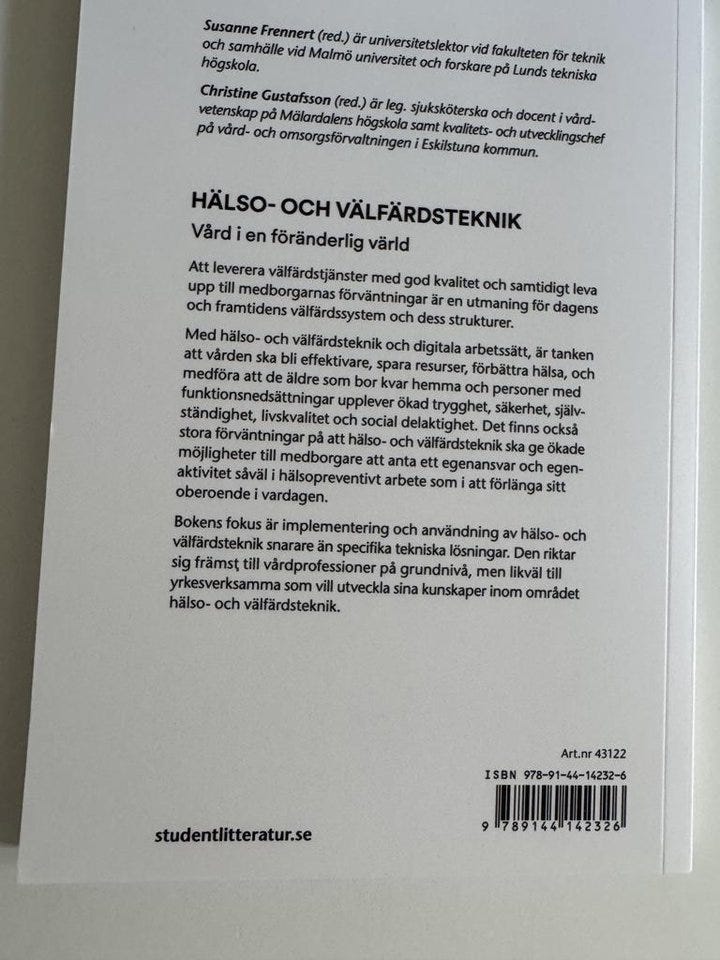 Susanne Frennert (red.) är universitetslektor vid fakulteten för teknik
och samhälle vid Malmö universitet och forskare på Lunds tekniska
högskola.
Christine Gustafsson (red.) är leg. sjuksköterska och docent i vård-
vetenskap på Mälardalens högskola samt kvalitets- och utvecklingschef
på vård- och omsorgsförvaltningen i Eskilstuna kommun.
HÄLSO- OCH VÄLFÄRDSTEKNIK
Vård i en föränderlig värld
Att leverera välfärdstjänster med god kvalitet och samtidigt leva
upp till medborgarnas förväntningar är en utmaning för dagens
och framtidens välfärdssystem och dess strukturer.
Med hälso- och välfärdsteknik och digitala arbetssätt, är tanken
att vården ska bli effektivare, spara resurser, förbättra hälsa, och
medföra att de äldre som bor kvar hemma och personer med
funktionsnedsättningar upplever ökad trygghet, säkerhet, själv-
ständighet, livskvalitet och social delaktighet. Det finns också
stora förväntningar på att hälso- och välfärdsteknik ska ge ökade
möjligheter till medborgare att anta ett egenansvar och egen-
aktivitet såväl i hälsopreventivt arbete som i att förlänga sitt
oberoende i vardagen.
Bokens fokus är implementering och användning av hälso- och
välfärdsteknik snarare än specifika tekniska lösningar. Den riktar
sig främst till vårdprofessioner på grundnivå, men likväl till
yrkesverksamma som vill utveckla sina kunskaper inom området
hälso- och välfärdsteknik.
Art.nr 43122
ISBN 978-91-44-14232-6
9 789144 142326
studentlitteratur.se